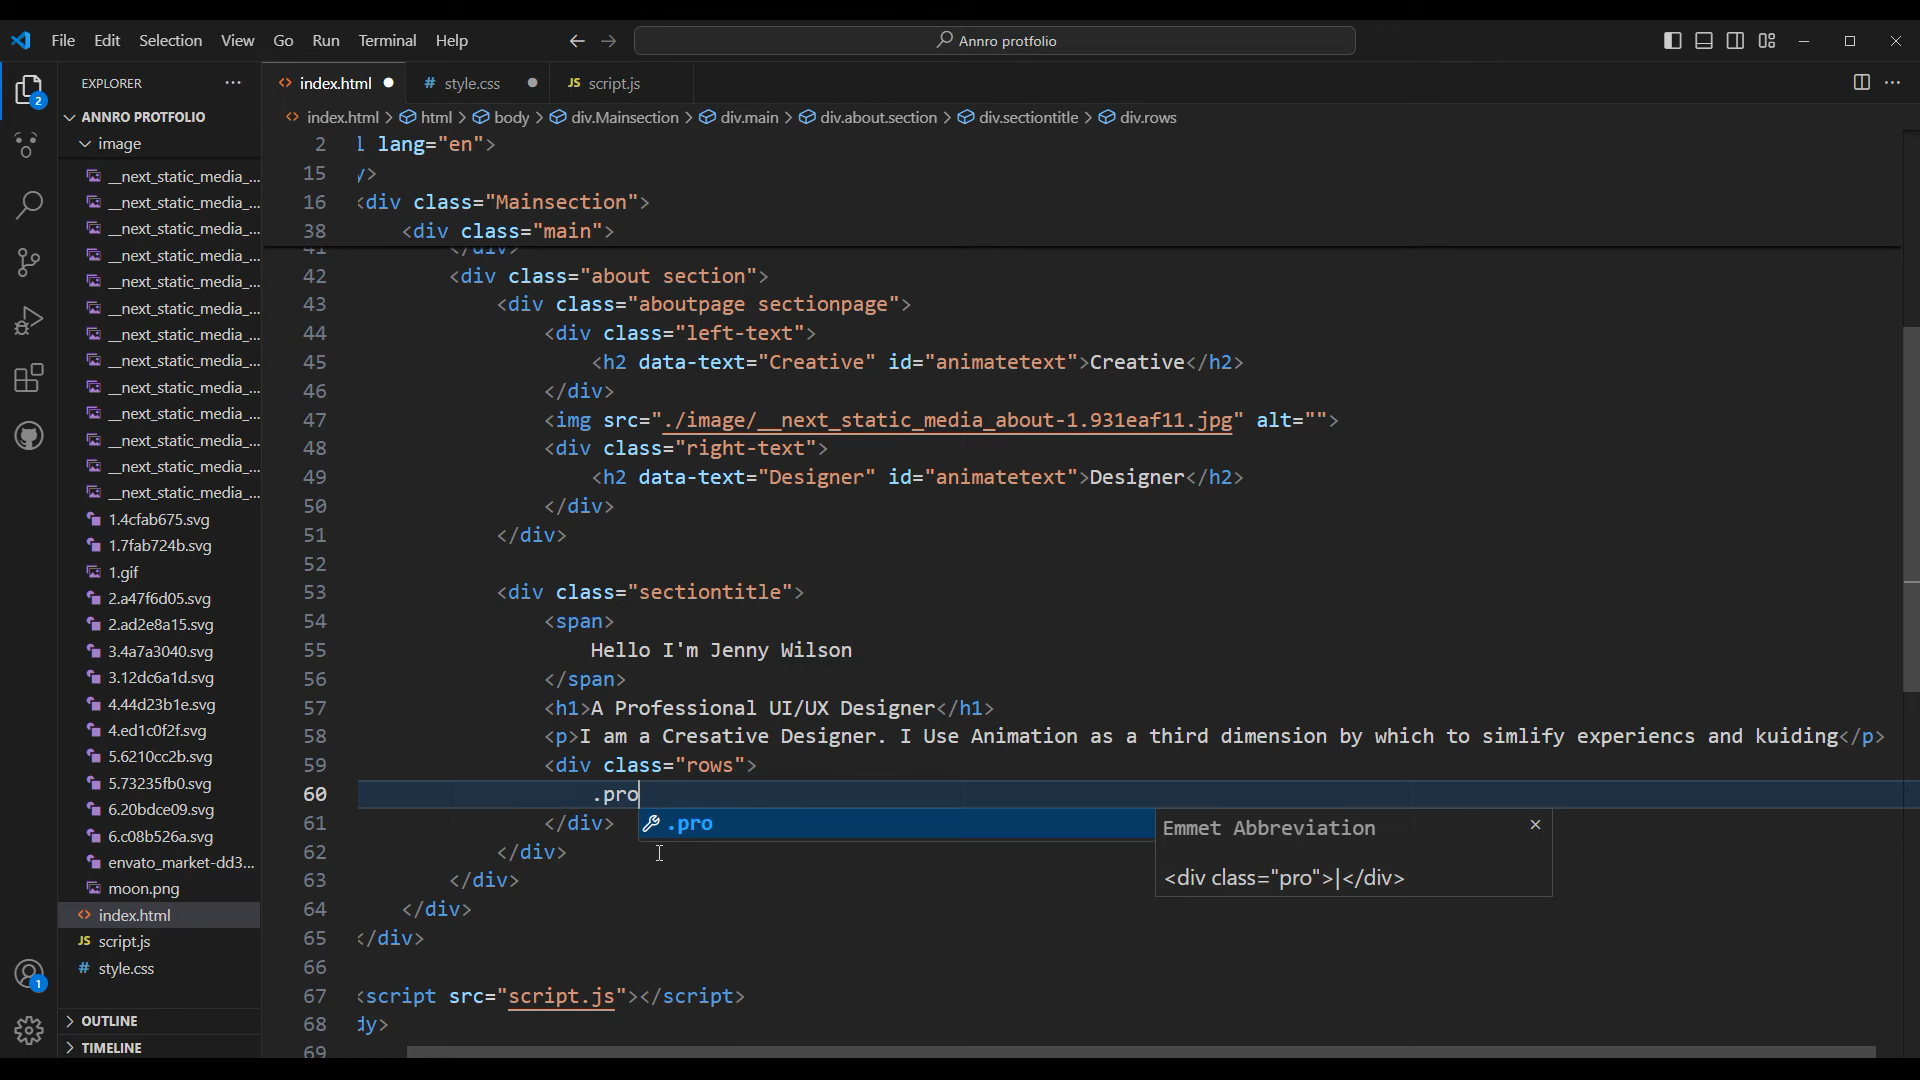 File Edit Selection View Go Run Terminal Help
Annro protfolio
EXPLORER
index.html
style.css
JS script.js
2
ANNRO PROTFOLIO
index.html > html > body > div.Mainsection > div.main > div.about.section > div.sectiontitle > div.rows
image
2 l lang="en">
15 y>
16 <div class="Mainsection">
38 <div class="main">
41 </div>
42 <div class="about section">
43 <div class="aboutpage sectionpage">
44 <div class="left-text">
45 <h2 data-text="Creative" id="animatetext">Creative</h2>
46 </div>
47 <img src="./image/__next_static_media_about-1.931eaf11.jpg" alt="">
48 <div class="right-text">
49 <h2 data-text="Designer" id="animatetext">Designer</h2>
50 </div>
51 </div>
52
53 <div class="sectiontitle">
54 <span>
55 Hello I'm Jenny Wilson
56 </span>
57 <h1>A Professional UI/UX Designer</h1>
58 <p>I am a Cresative Designer. I Use Animation as a third dimension by which to simlify experiencs and kuiding</p>
59 <div class="rows">
60 .pro
61 </div>
62 </div>
63 </div>
64 </div>
65 </div>
66
67 <script src="script.js"></script>
68 dy>
69
.pro
Emmet Abbreviation
<div class="pro">|</div>
__next_static_media_...
__next_static_media_...
__next_static_media_...
__next_static_media_...
__next_static_media_...
__next_static_media_...
__next_static_media_...
__next_static_media_...
__next_static_media_...
__next_static_media_...
__next_static_media_...
__next_static_media_...
__next_static_media_...
1.4cfab675.svg
1.7fab724b.svg
1.gif
2.a47f6d05.svg
2.ad2e8a15.svg
3.4a7a3040.svg
3.12dc6a1d.svg
4.44d23b1e.svg
4.ed1c0f2f.svg
5.6210cc2b.svg
5.73235fb0.svg
6.20bdce09.svg
6.c08b526a.svg
envato_market-dd3...
moon.png
index.html
JS script.js
# style.css
OUTLINE
TIMELINE
1